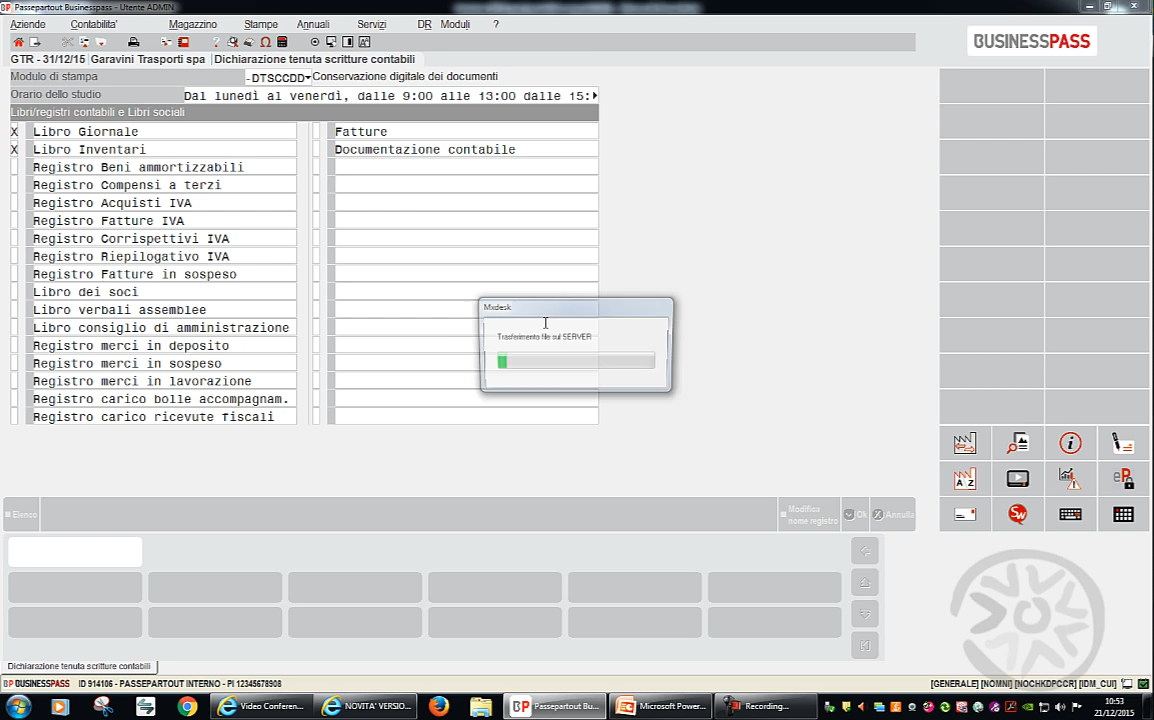 Passepartout Businesspass - Utente ADMIN
Aziende Contabilita' Magazzino Stampe Annuali Servizi DR Moduli ?
BUSINESSPASS
GTR - 31/12/15 Garavini Trasporti spa Dichiarazione tenuta scritture contabili
Modulo di stampa -DTSCCDD Conservazione digitale dei documenti
Orario dello studio Dal lunedì al venerdì, dalle 9:00 alle 13:00 dalle 15:
Libri/registri contabili e Libri sociali
X Libro Giornale Fatture
X Libro Inventari Documentazione contabile
Registro Beni ammortizzabili
Registro Compensi a terzi
Registro Acquisti IVA
Registro Fatture IVA
Registro Corrispettivi IVA
Registro Riepilogativo IVA
Registro Fatture in sospeso
Libro dei soci
Libro verbali assemblee
Libro consiglio di amministrazione
Registro merci in deposito
Registro merci in sospeso
Registro merci in lavorazione
Registro carico bolle accompagnam.
Registro carico ricevute fiscali
Mxdesk
Trasferimento file sul SERVER
Elenco Modifica nome registro Ok Annulla
Dichiarazione tenuta scritture contabili
BP BUSINESSPASS ID 914106 - PASSEPARTOUT INTERNO - PI 12345678908 [GENERALE] [NOMNI] [NOCHKDPCCR] [IDM_CUI]
Video Conferen... NOVITA' VERSIO... Passepartout Bu... Microsoft Power... Recording... 10:53
21/12/2015